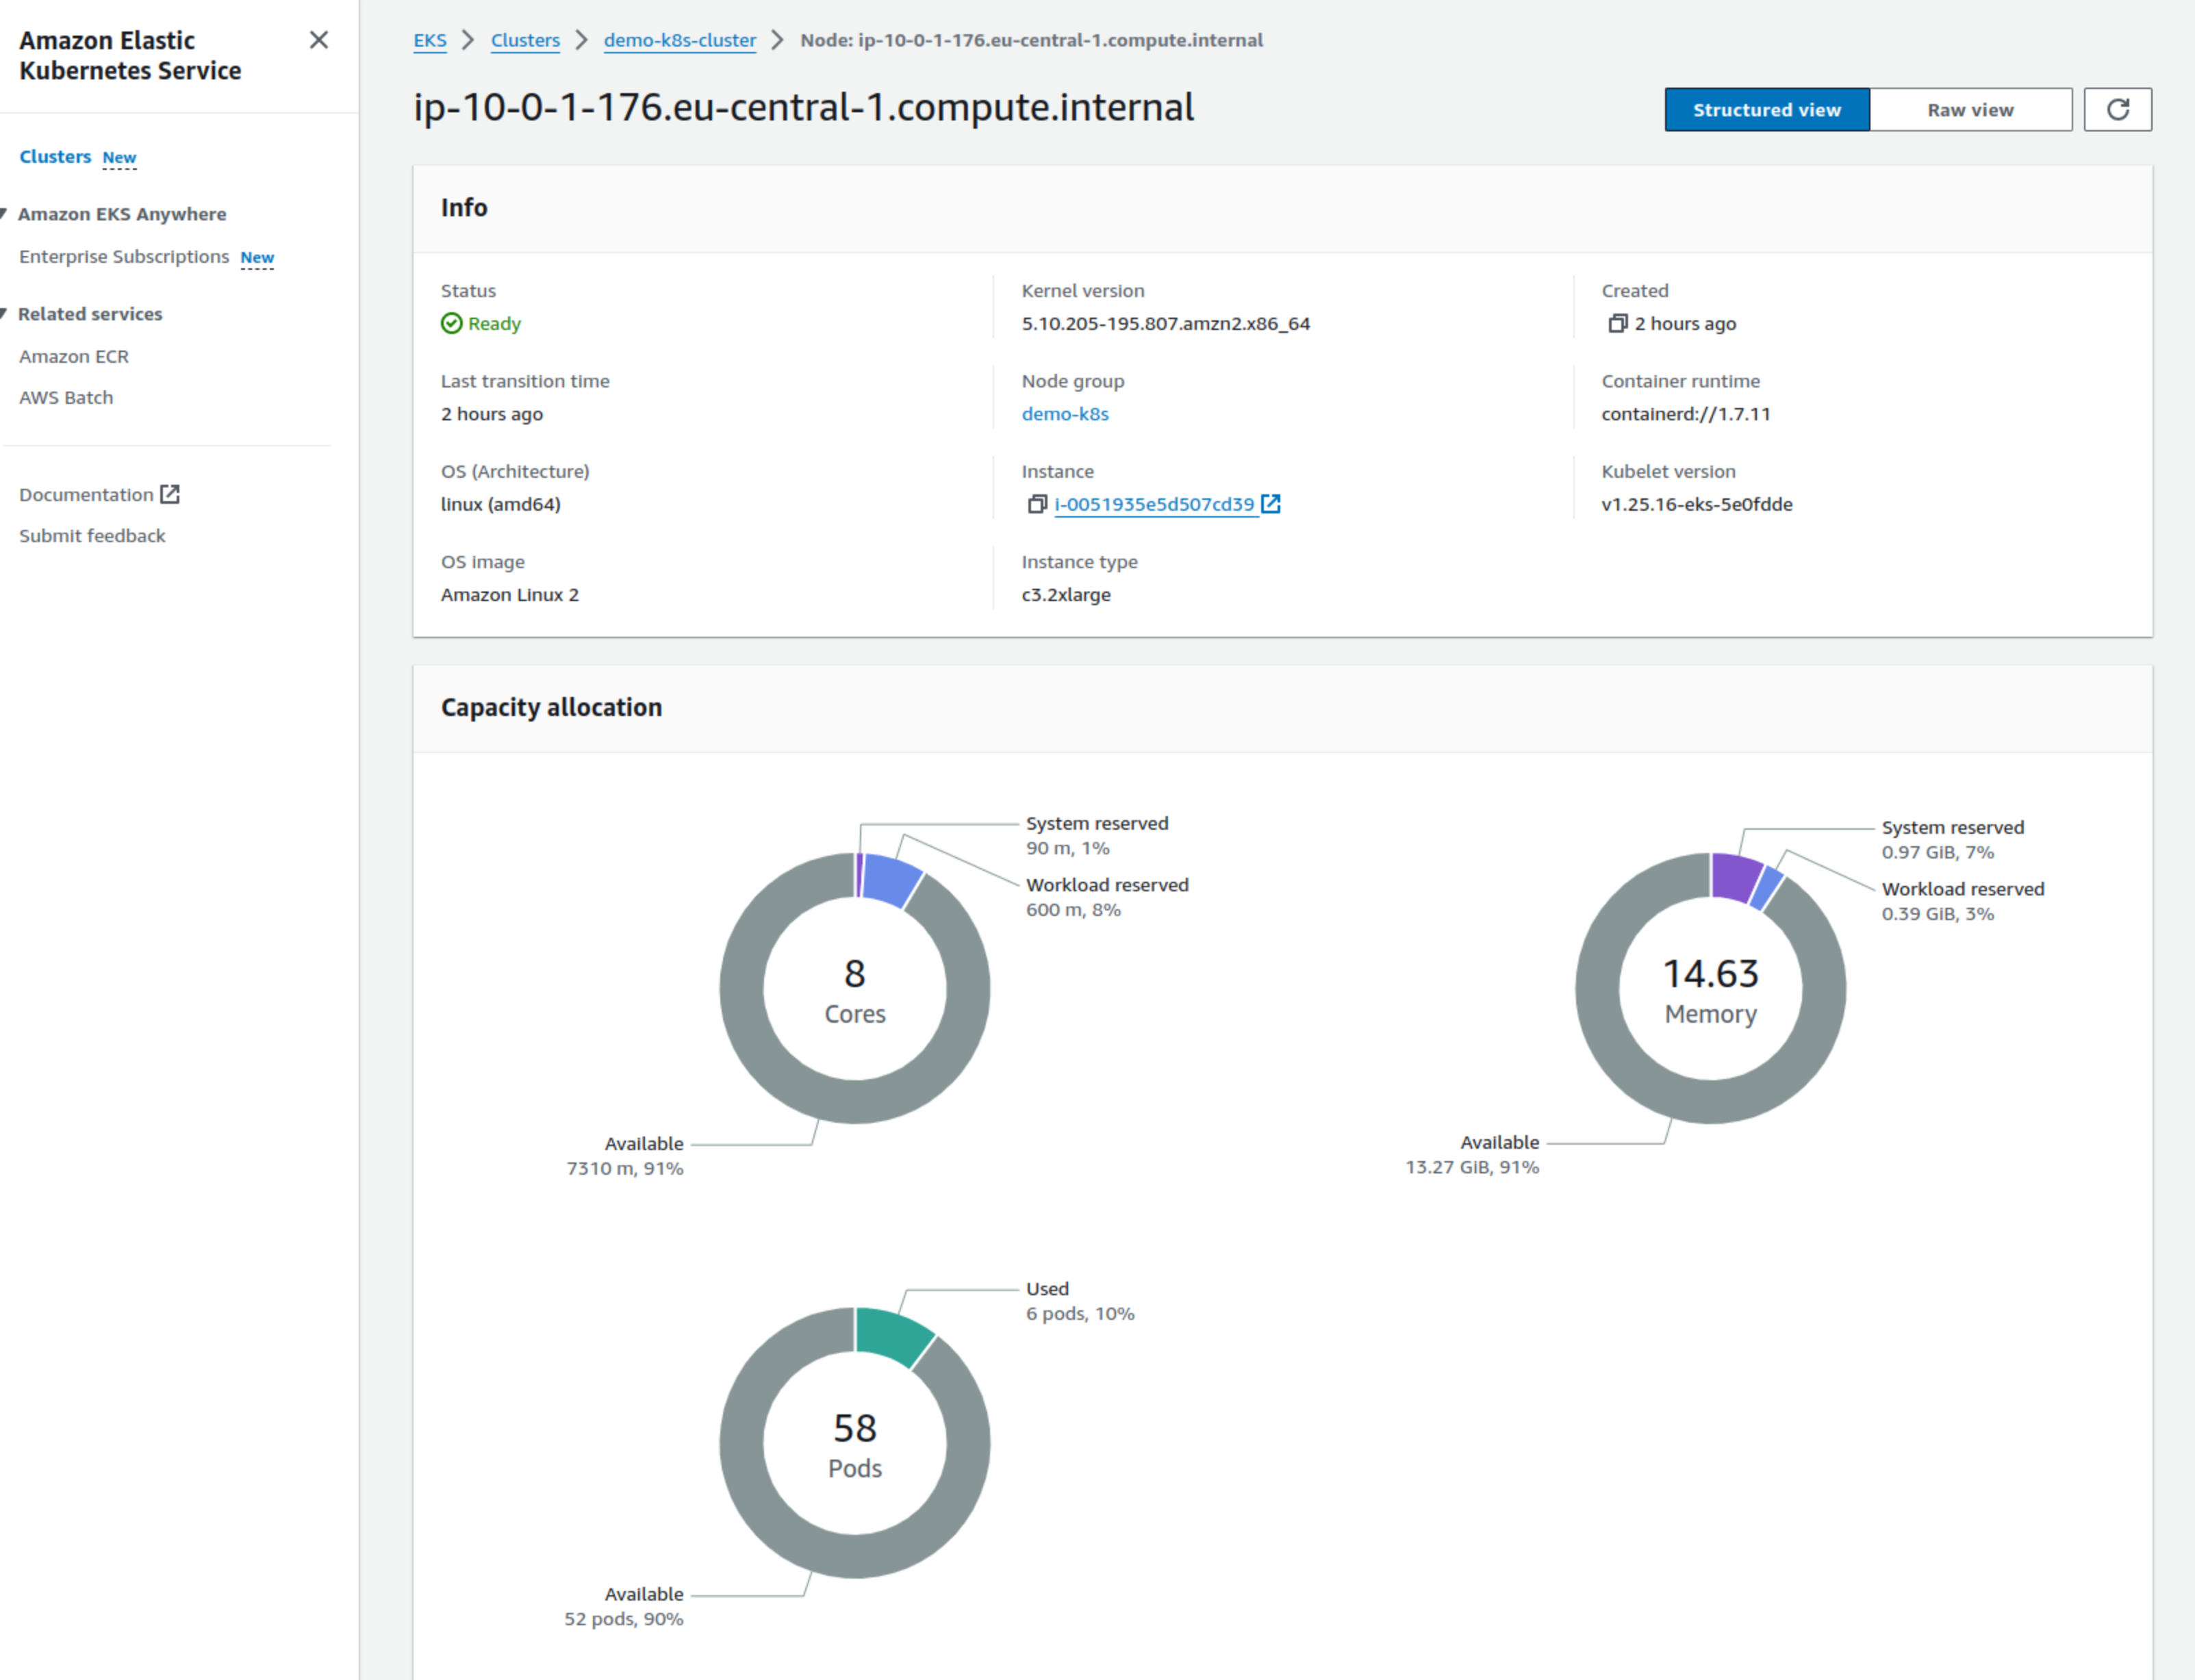 Amazon Elastic
Kubernetes Service
Clusters New
Amazon EKS Anywhere
Enterprise Subscriptions New
Related services
Amazon ECR
AWS Batch
Documentation
Submit feedback
EKS > Clusters > demo-k8s-cluster > Node: ip-10-0-1-176.eu-central-1.compute.internal
ip-10-0-1-176.eu-central-1.compute.internal
Structured view
Raw view
Info
Status
Ready
Kernel version
5.10.205-195.807.amzn2.x86_64
Created
2 hours ago
Last transition time
2 hours ago
Node group
demo-k8s
Container runtime
containerd://1.7.11
OS (Architecture)
linux (amd64)
Instance
i-0051935e5d507cd39
Kubelet version
v1.25.16-eks-5e0fdde
OS image
Amazon Linux 2
Instance type
c3.2xlarge
Capacity allocation
System reserved
90 m, 1%
Workload reserved
600 m, 8%
8
Cores
Available
7310 m, 91%
System reserved
0.97 GiB, 7%
Workload reserved
0.39 GiB, 3%
14.63
Memory
Available
13.27 GiB, 91%
Used
6 pods, 10%
58
Pods
Available
52 pods, 90%